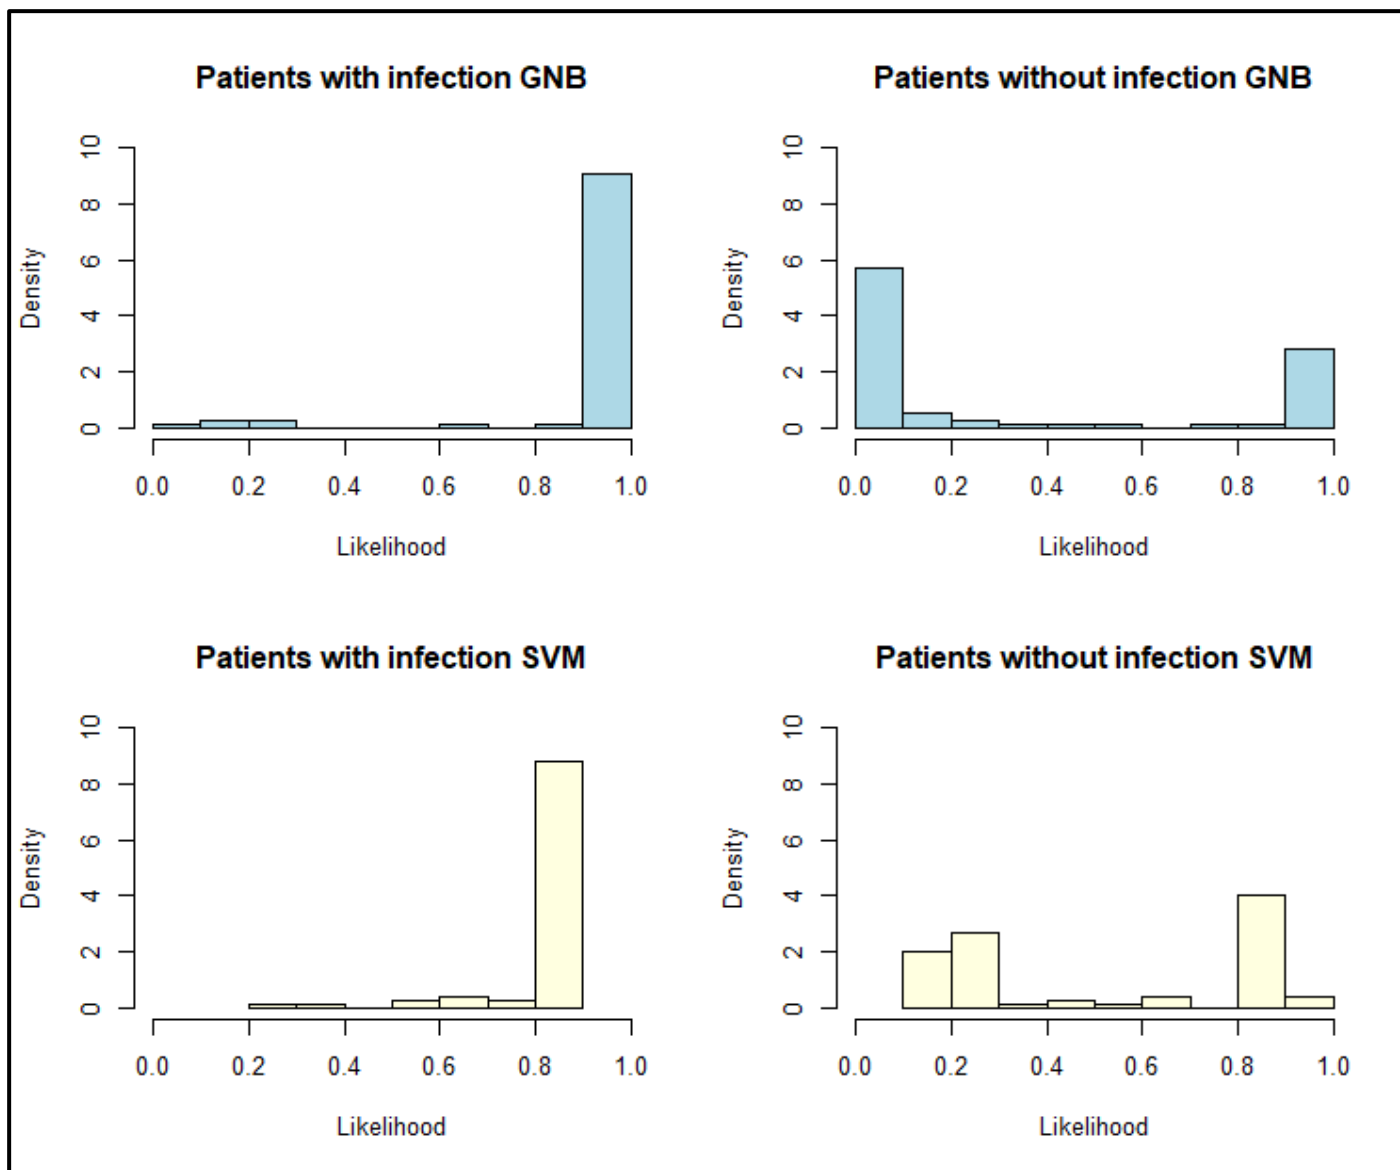 Patients with infection GNB
Density
0 2 4 6 8 10
0.0 0.2 0.4 0.6 0.8 1.0
Likelihood
Patients without infection GNB
Density
0 2 4 6 8 10
0.0 0.2 0.4 0.6 0.8 1.0
Likelihood
Patients with infection SVM
Density
0 2 4 6 8 10
0.0 0.2 0.4 0.6 0.8 1.0
Likelihood
Patients without infection SVM
Density
0 2 4 6 8 10
0.0 0.2 0.4 0.6 0.8 1.0
Likelihood